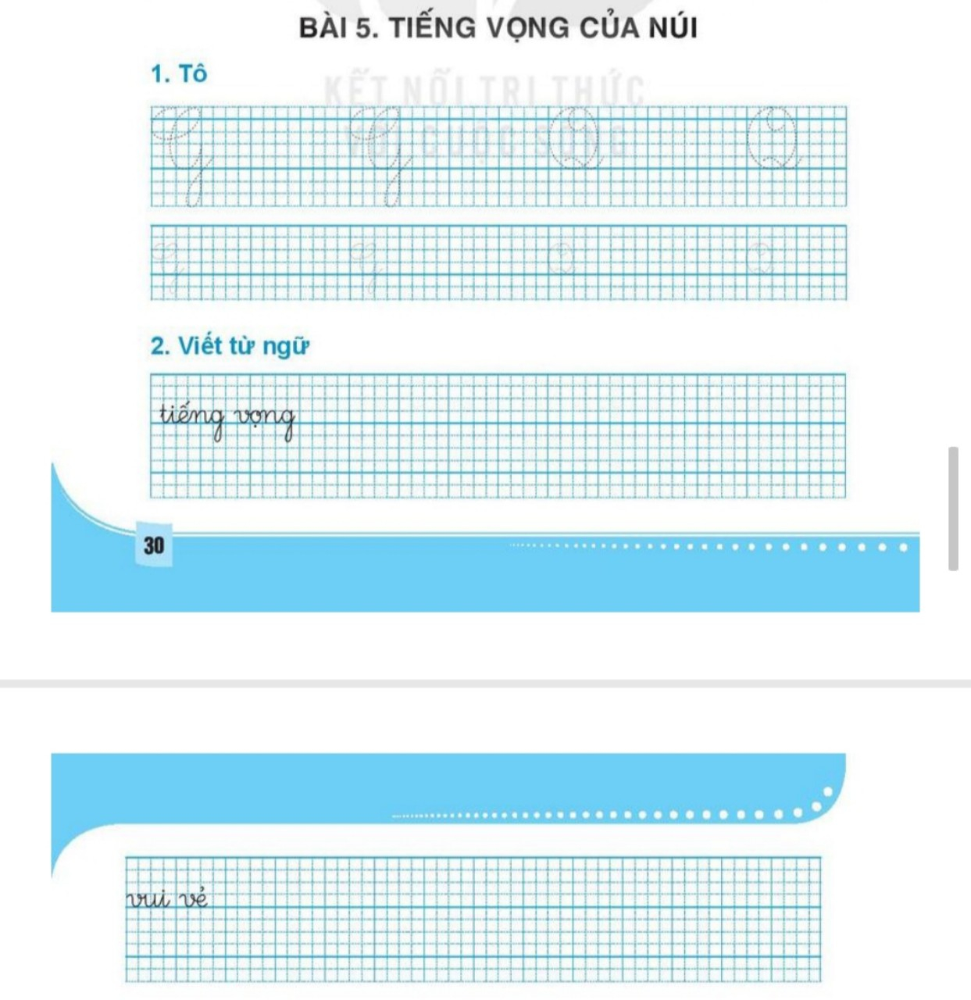 BÀI 5. TIẾNG VỌNG CỦA NÚI
1. Tô
KẾT NỐI TRI THỨC
VỚI CUỘC SỐNG
Y Y Q Q
Y Y Q Q
2. Viết từ ngữ
tiếng vọng
30
vui vẻ